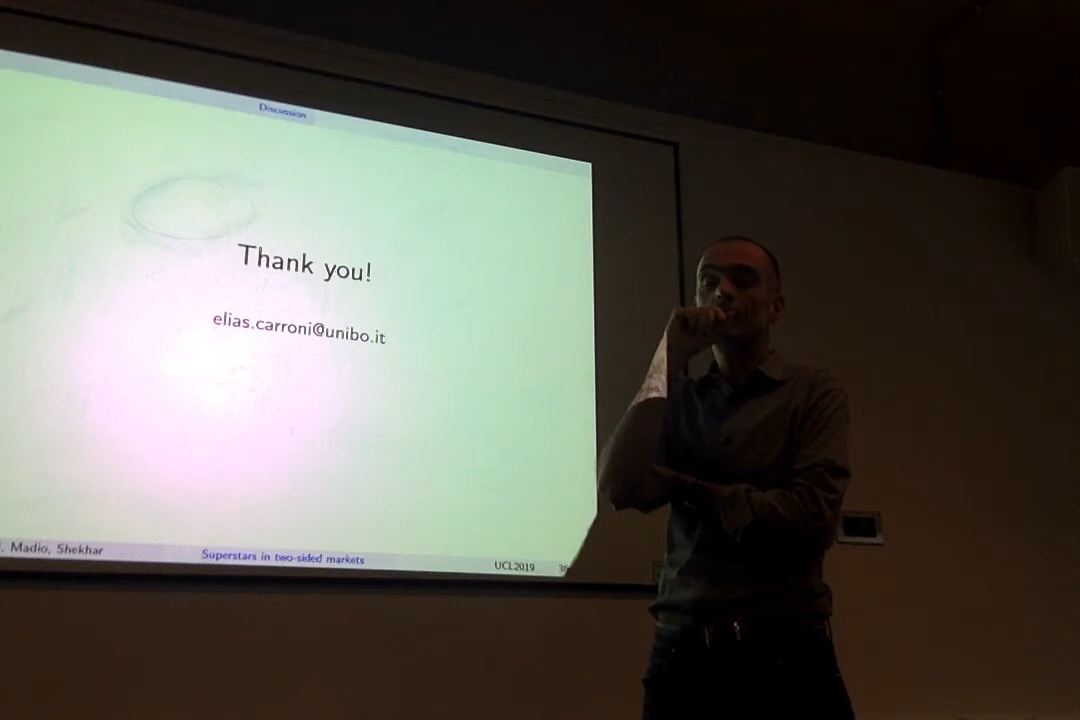 Discussion
Thank you!
elias.carroni@unibo.it
Madio, Shekhar
Superstars in two-sided markets
UCL2019